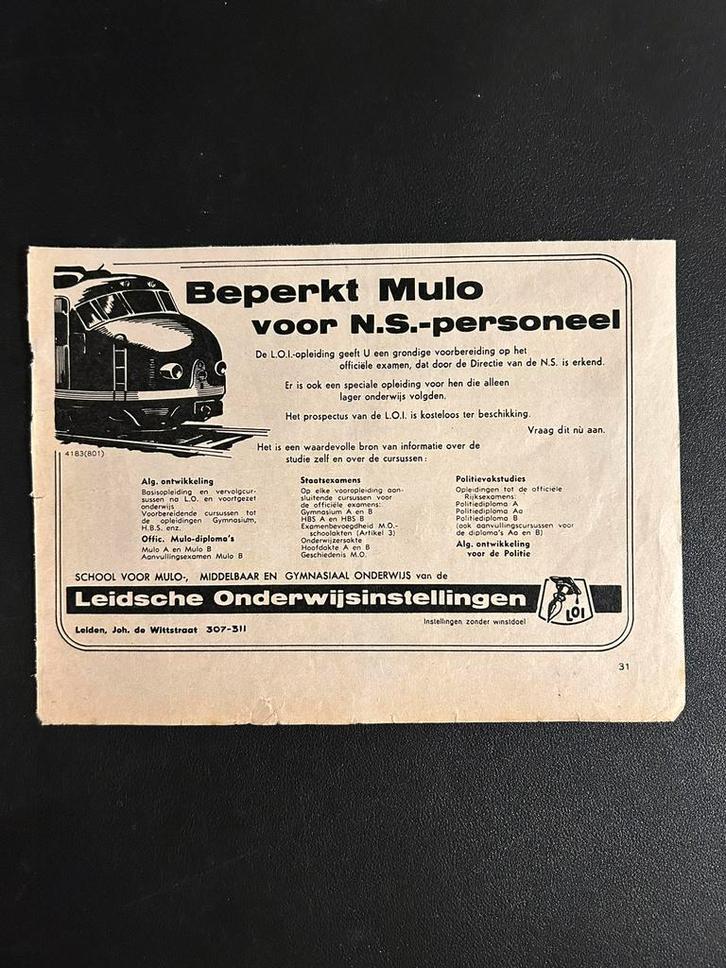 Beperkt Mulo
voor N.S.-personeel
De L.O.I.-opleiding geeft U een grondige voorbereiding op het
officiële examen, dat door de Directie van de N.S. is erkend.
Er is ook een speciale opleiding voor hen die alleen
lager onderwijs volgden.
Het prospectus van de L.O.I. is kosteloos ter beschikking.
Vraag dit nù aan.
Het is een waardevolle bron van informatie over de
studie zelf en over de cursussen:
4183(801)
Alg. ontwikkeling
Basisopleiding en vervolgcur-
sussen na L.O. en voortgezet
onderwijs
Voorbereidende cursussen tot
de opleidingen Gymnasium,
H.B.S. enz.
Offic. Mulo-diploma's
Mulo A en Mulo B
Aanvullingsexamen Mulo B
Staatsexamens
Op elke vooropleiding aan-
sluitende cursussen voor
de officiële examens:
Gymnasium A en B
HBS A en HBS B
Examenbevoegdheid M.O.-
schoolakten (Artikel 3)
Onderwijzersakte
Hoofdakte A en B
Geschiedenis M.O.
Politievakstudies
Opleidingen tot de officiële
Rijksexamens:
Politiediploma A
Politiediploma Aa
Politiediploma B
(ook aanvullingscursussen voor
de diploma's Aa en B)
Alg. ontwikkeling
voor de Politie
SCHOOL VOOR MULO-, MIDDELBAAR EN GYMNASIAAL ONDERWIJS van de
Leidsche Onderwijsinstellingen
LOI
Leiden, Joh. de Wittstraat 307-311
Instellingen zonder winstdoel
31